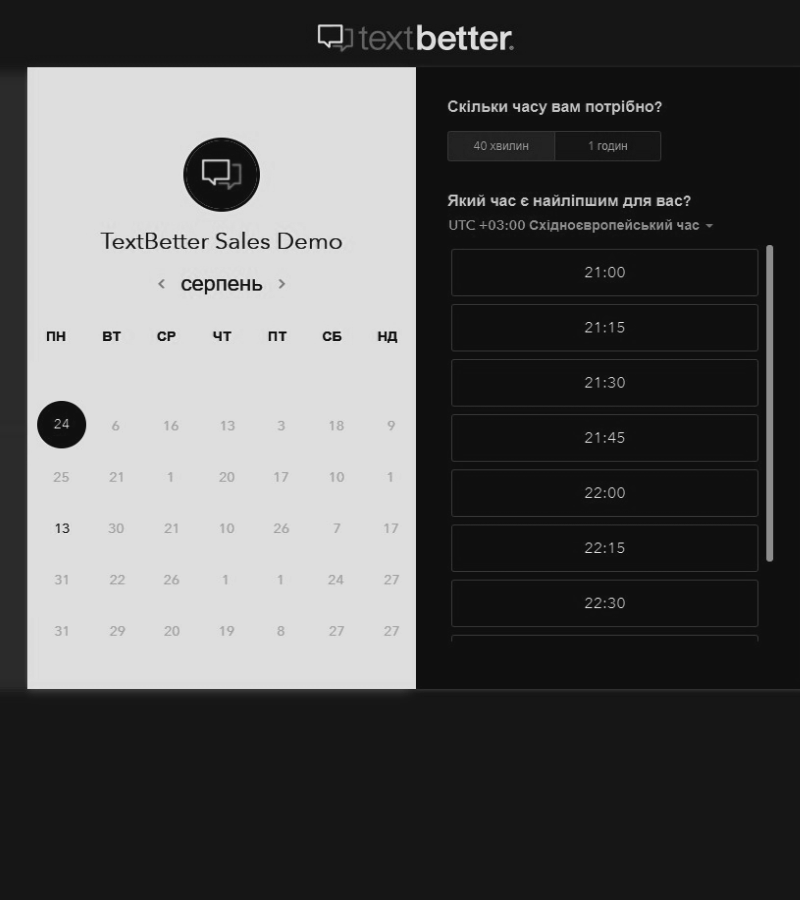 textbetter.
TextBetter Sales Demo
‹ серпень ›
ПН ВТ СР ЧТ ПТ СБ НД
24 6 16 13 3 18 9
25 21 1 20 17 10 1
13 30 21 10 26 7 17
31 22 26 1 1 24 27
31 29 20 19 8 27 27
Скільки часу вам потрібно?
40 хвилин 1 годин
Який час є найліпшим для вас?
UTC +03:00 Східноєвропейський час
21:00
21:15
21:30
21:45
22:00
22:15
22:30